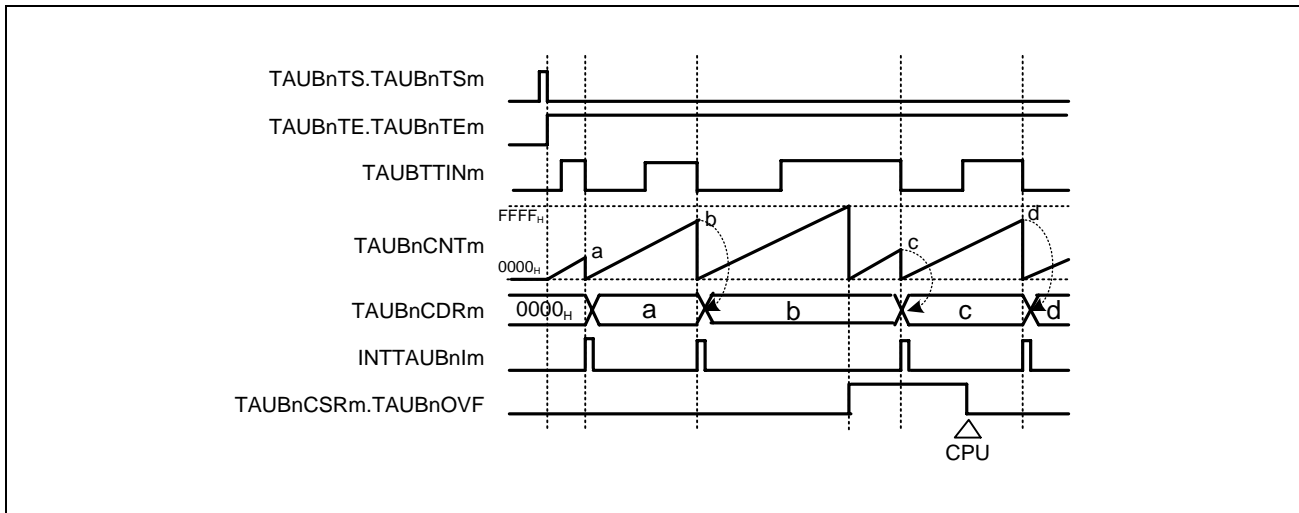 TAUBnTS.TAUBnTSm
TAUBnTE.TAUBnTEm
TAUBTTINm
FFFFH
b
d
TAUBnCNTm
a
c
0000H
TAUBnCDRm
0000H
a
b
c
d
INTTAUBnIm
TAUBnCSRm.TAUBnOVF
CPU